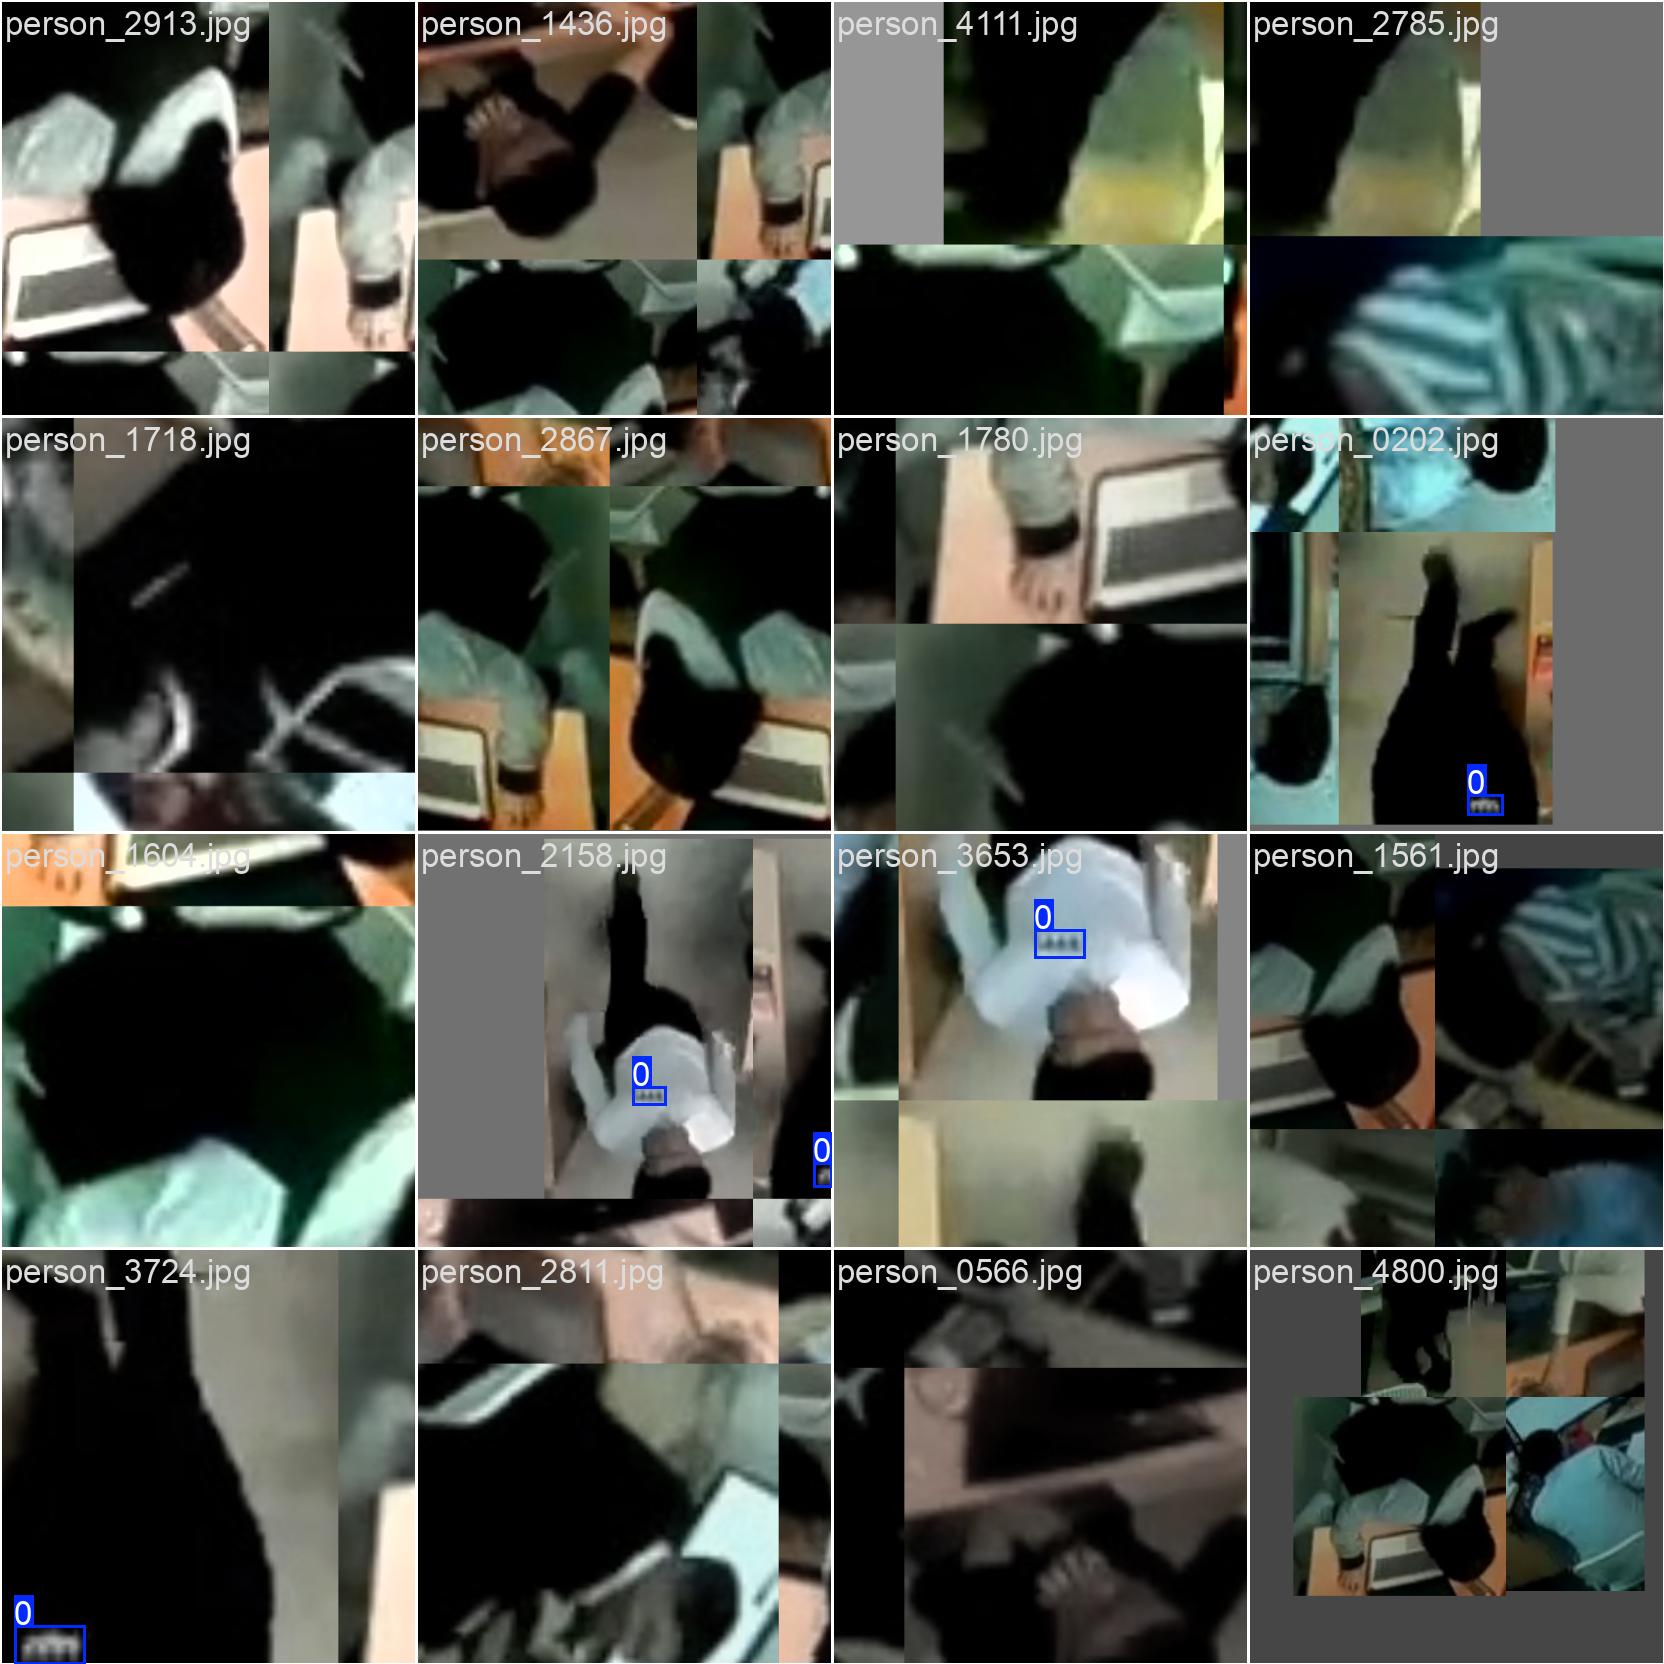 person_2913.jpg
person_1436.jpg
person_4111.jpg
person_2785.jpg
person_1718.jpg
person_2867.jpg
person_1780.jpg
person_0202.jpg
0
person_1604.jpg
person_2158.jpg
0
0
person_3653.jpg
0
person_1561.jpg
person_3724.jpg
0
person_2811.jpg
person_0566.jpg
person_4800.jpg